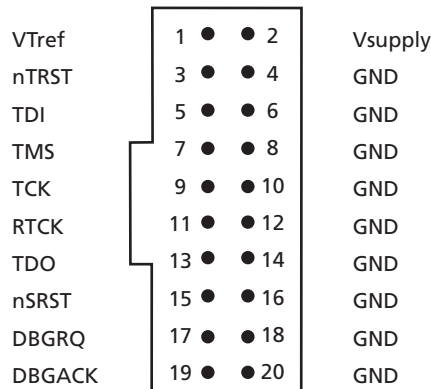 VTref 1 2 Vsupply
nTRST 3 4 GND
TDI 5 6 GND
TMS 7 8 GND
TCK 9 10 GND
RTCK 11 12 GND
TDO 13 14 GND
nSRST 15 16 GND
DBGRQ 17 18 GND
DBGACK 19 20 GND